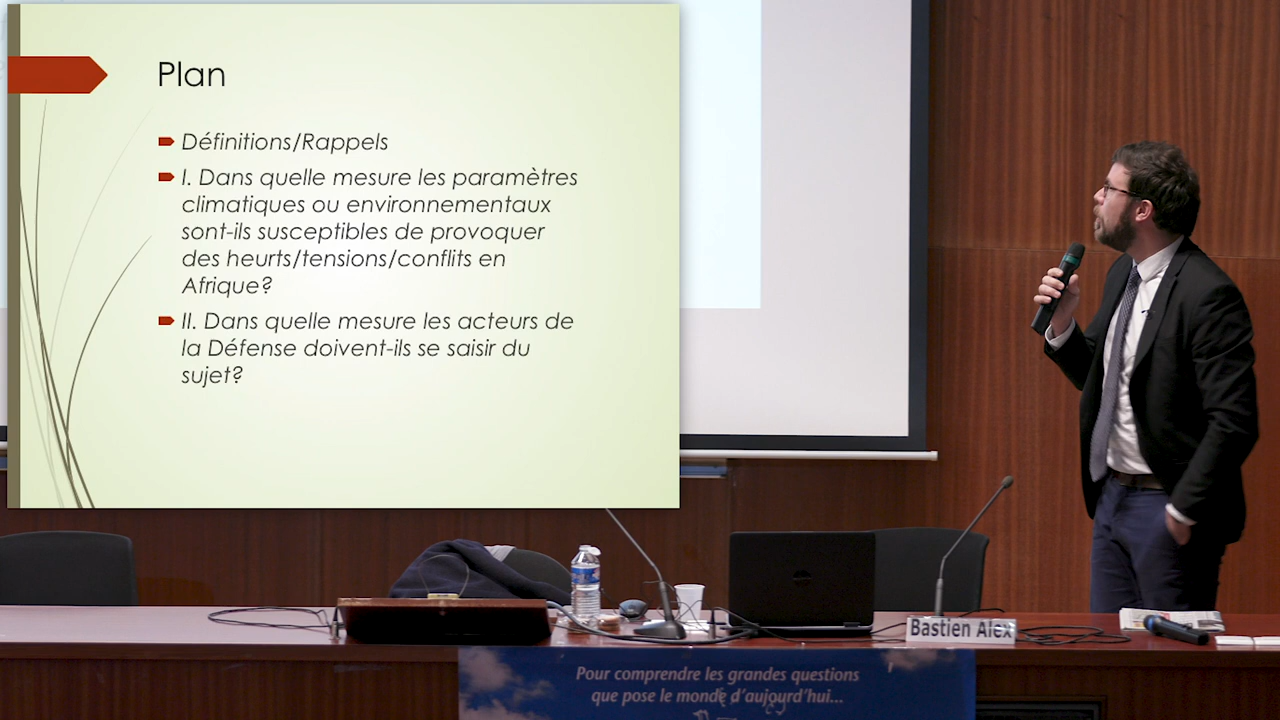 Plan
Définitions/Rappels
I. Dans quelle mesure les paramètres
climatiques ou environnementaux
sont-ils susceptibles de provoquer
des heurts/tensions/conflits en
Afrique?
II. Dans quelle mesure les acteurs de
la Défense doivent-ils se saisir du
sujet?
Bastien Alex
Pour comprendre les grandes questions
que pose le monde d'aujourd'hui...